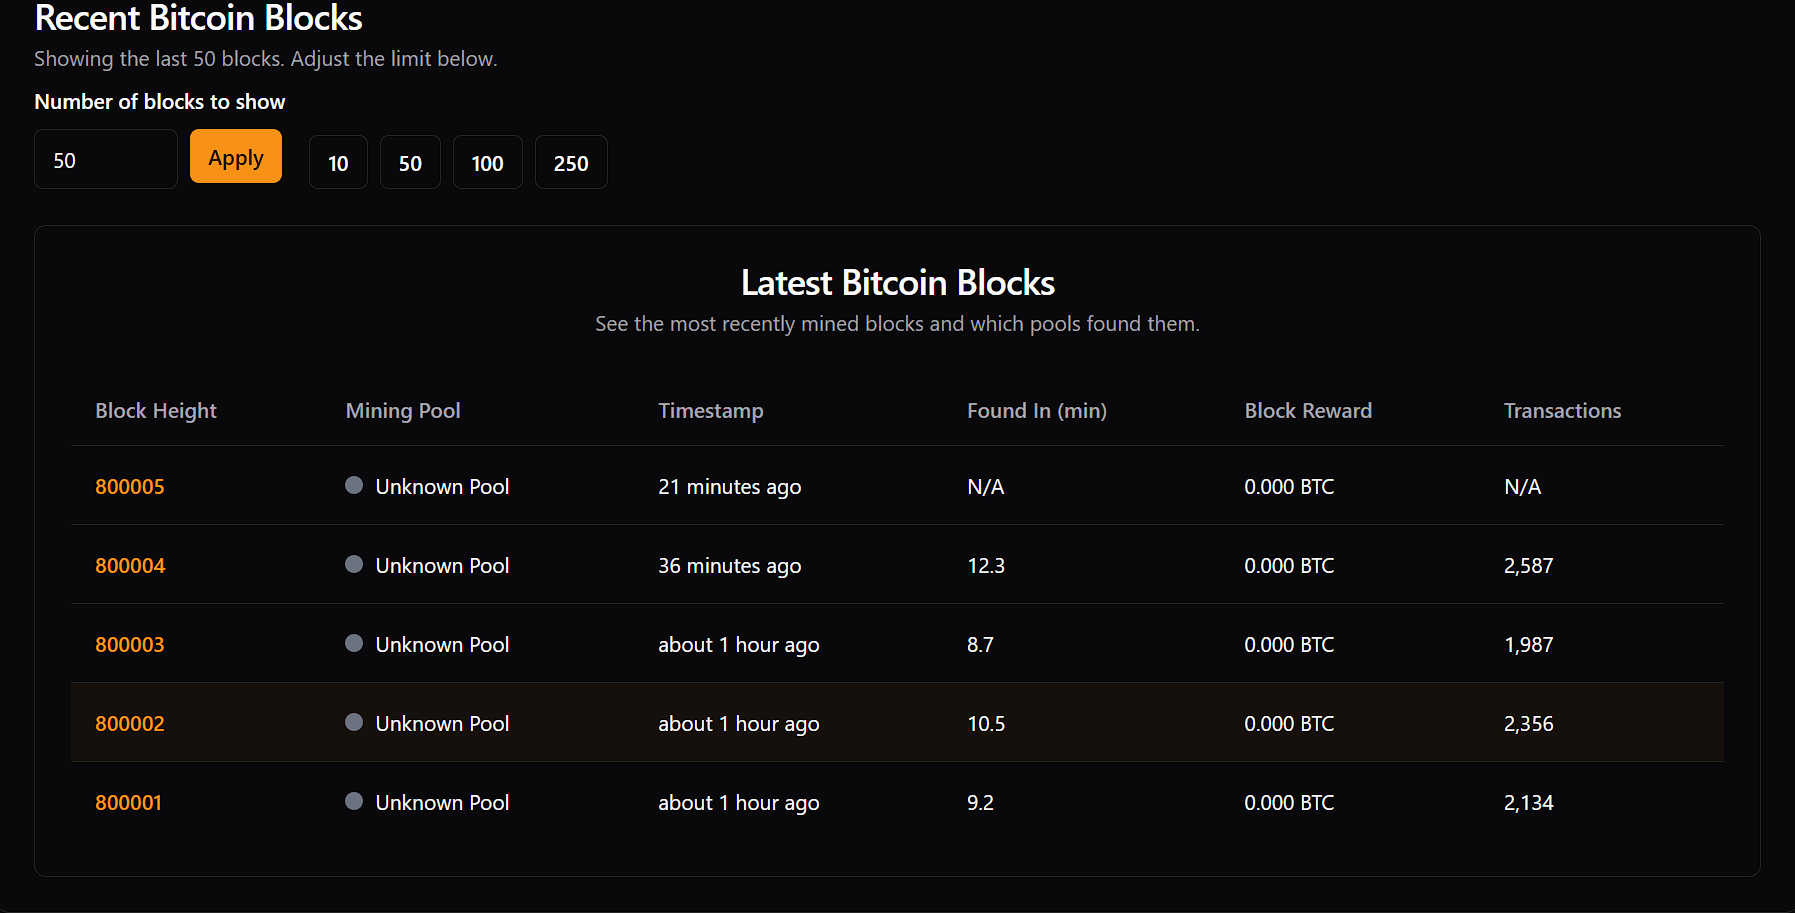 Recent Bitcoin Blocks
Showing the last 50 blocks. Adjust the limit below.
Number of blocks to show
50 Apply 10 50 100 250
Latest Bitcoin Blocks
See the most recently mined blocks and which pools found them.
Block Height Mining Pool Timestamp Found In (min) Block Reward Transactions
800005 Unknown Pool 21 minutes ago N/A 0.000 BTC N/A
800004 Unknown Pool 36 minutes ago 12.3 0.000 BTC 2,587
800003 Unknown Pool about 1 hour ago 8.7 0.000 BTC 1,987
800002 Unknown Pool about 1 hour ago 10.5 0.000 BTC 2,356
800001 Unknown Pool about 1 hour ago 9.2 0.000 BTC 2,134